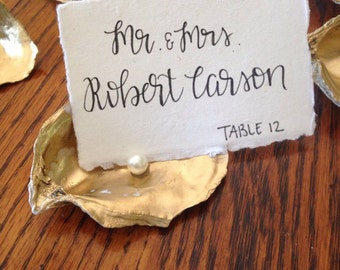 Mr. & Mrs.
Robert Carson
TABLE 12